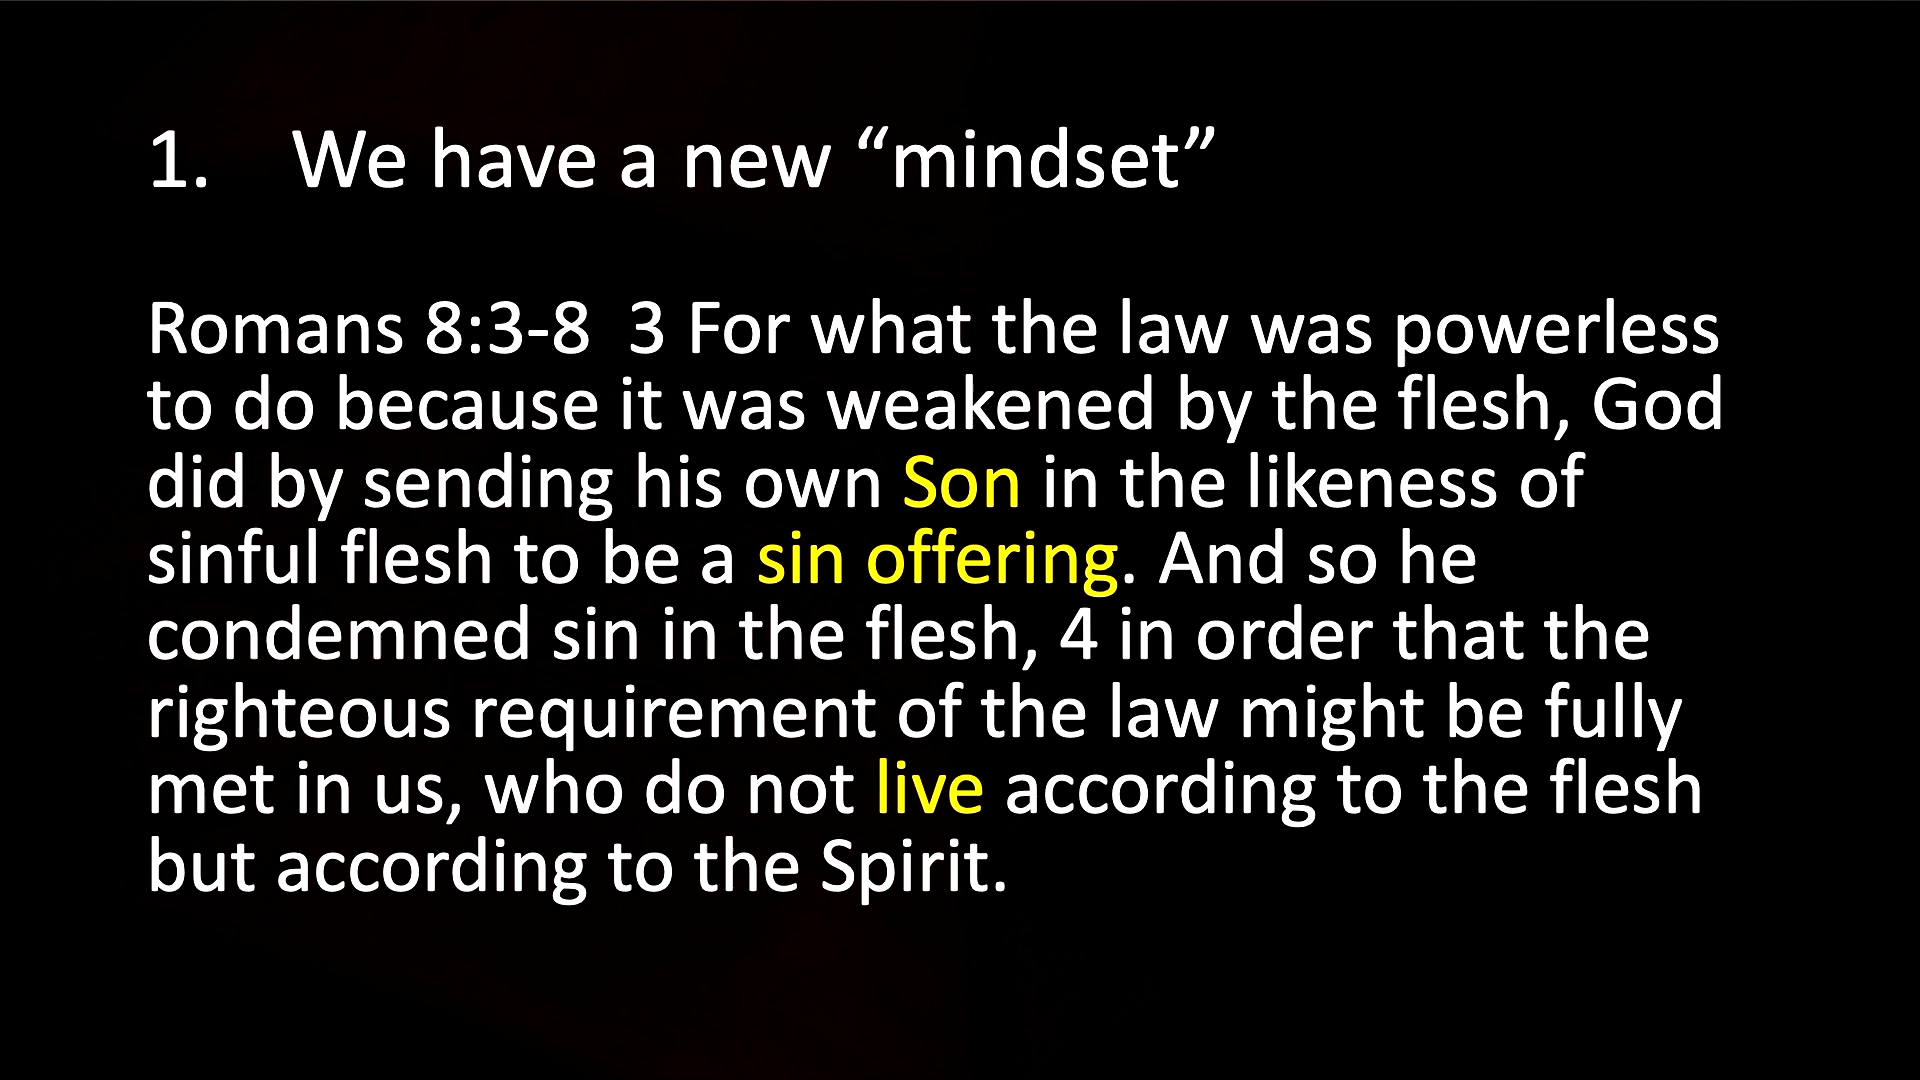 1. We have a new “mindset”
Romans 8:3-8 3 For what the law was powerless
to do because it was weakened by the flesh, God
did by sending his own Son in the likeness of
sinful flesh to be a sin offering. And so he
condemned sin in the flesh, 4 in order that the
righteous requirement of the law might be fully
met in us, who do not live according to the flesh
but according to the Spirit.